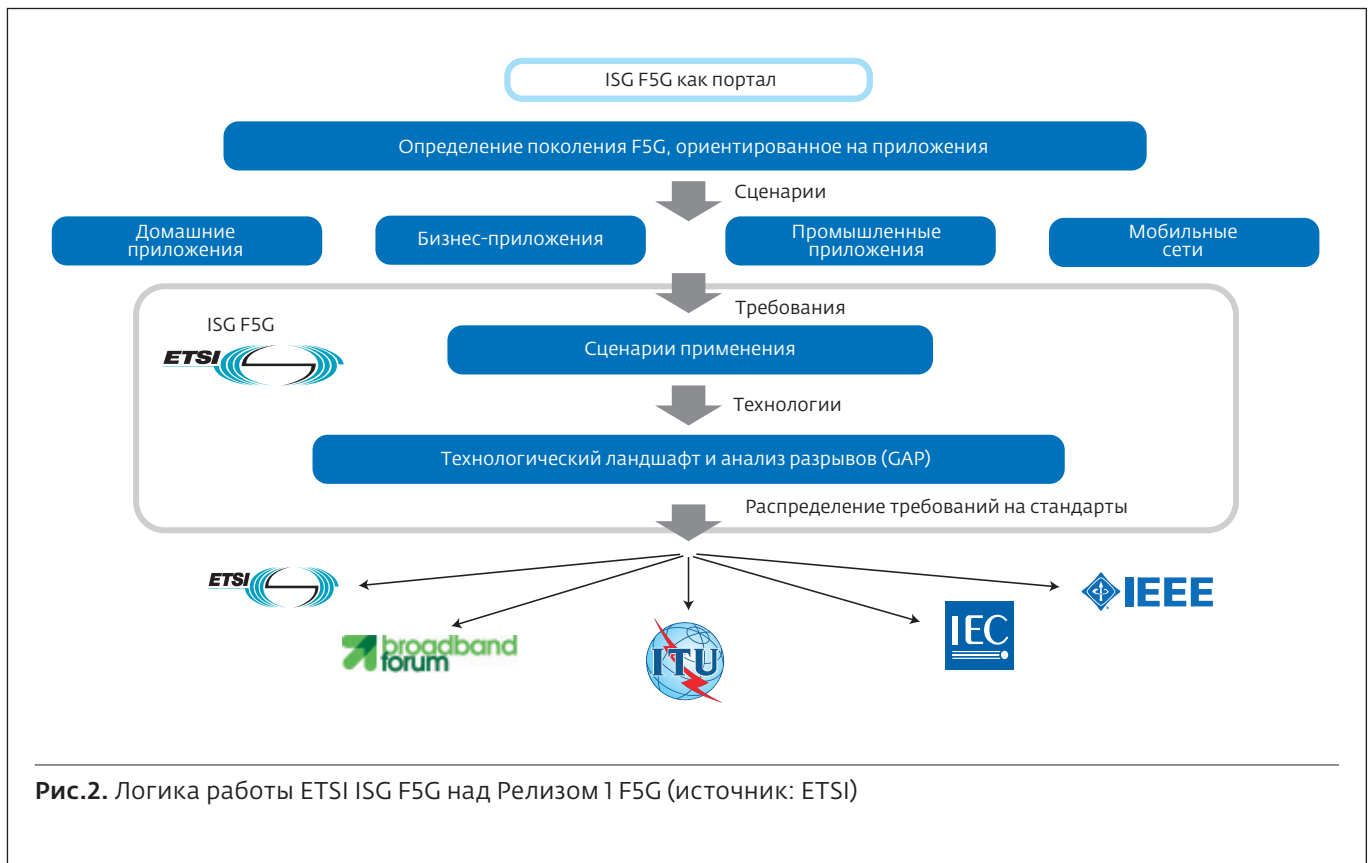 ISG F5G как портал
Определение поколения F5G, ориентированное на приложения
Сценарии
Домашние
приложения
Бизнес-приложения
Промышленные
приложения
Мобильные
сети
Требования
ISG F5G
ETSI
Сценарии применения
Технологии
Технологический ландшафт и анализ разрывов (GAP)
Распределение требований на стандарты
ETSI
broadband
forum
ITU
IEC
IEEE
Рис.2. Логика работы ETSI ISG F5G над Релизом 1 F5G (источник: ETSI)